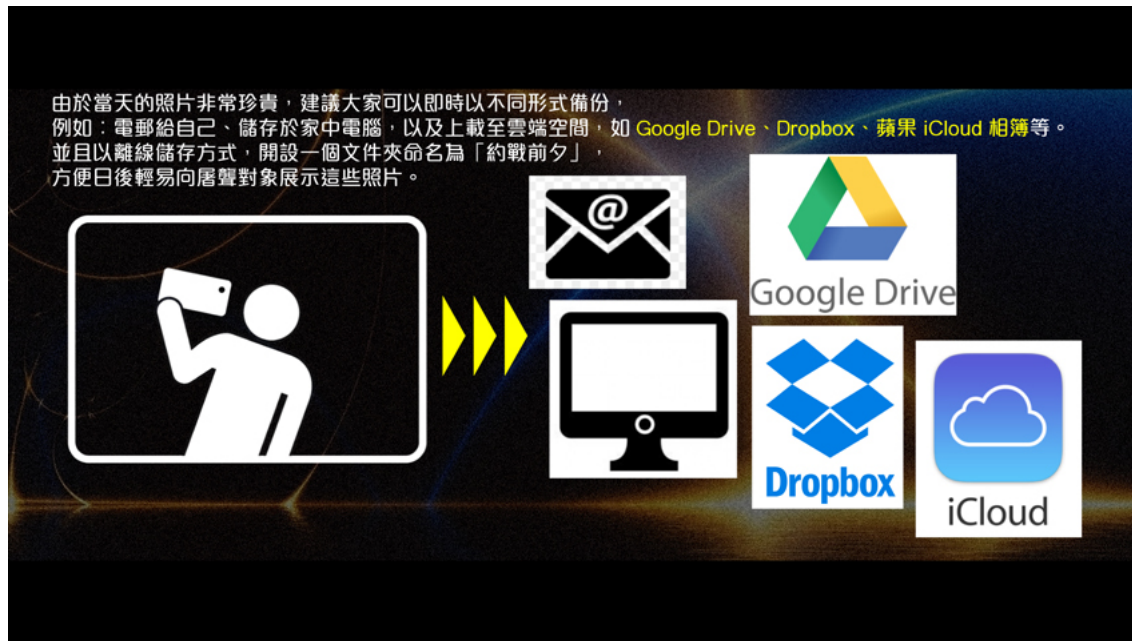 由於當天的照片非常珍貴，建議大家可以即時以不同形式備份，
例如：電郵給自己、儲存於家中電腦，以及上載至雲端空間，如 Google Drive、Dropbox、蘋果 iCloud 相簿等。
並且以離線儲存方式，開設一個文件夾命名為「約戰前夕」，
方便日後輕易向屠聲對象展示這些照片。
@
Google Drive
Dropbox
iCloud